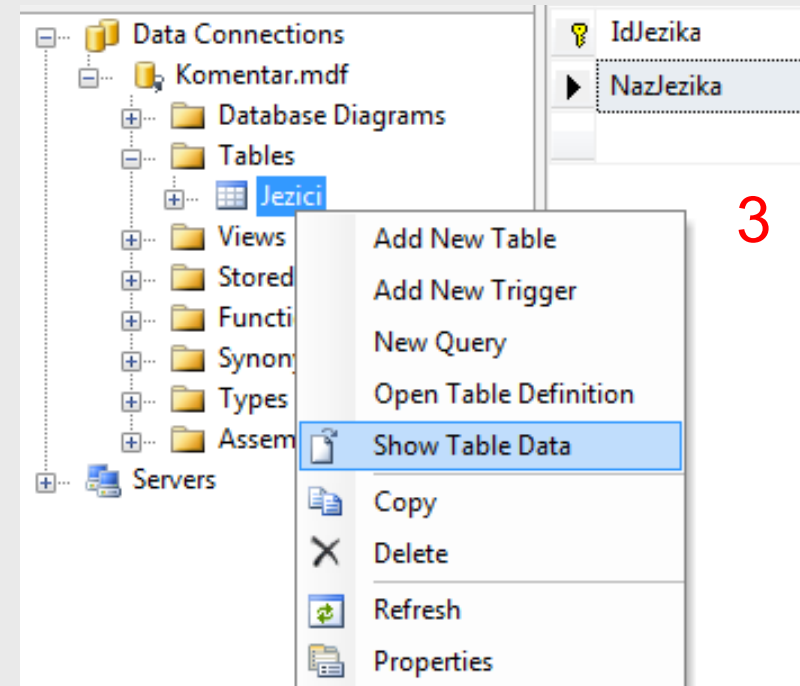 Data Connections
Komentar.mdf
Database Diagrams
Tables
Jezici
Views
Stored
Functi
Synony
Types
Assem
Servers
Add New Table
Add New Trigger
New Query
Open Table Definition
Show Table Data
Copy
Delete
Refresh
Properties
IdJezika
NazJezika
3